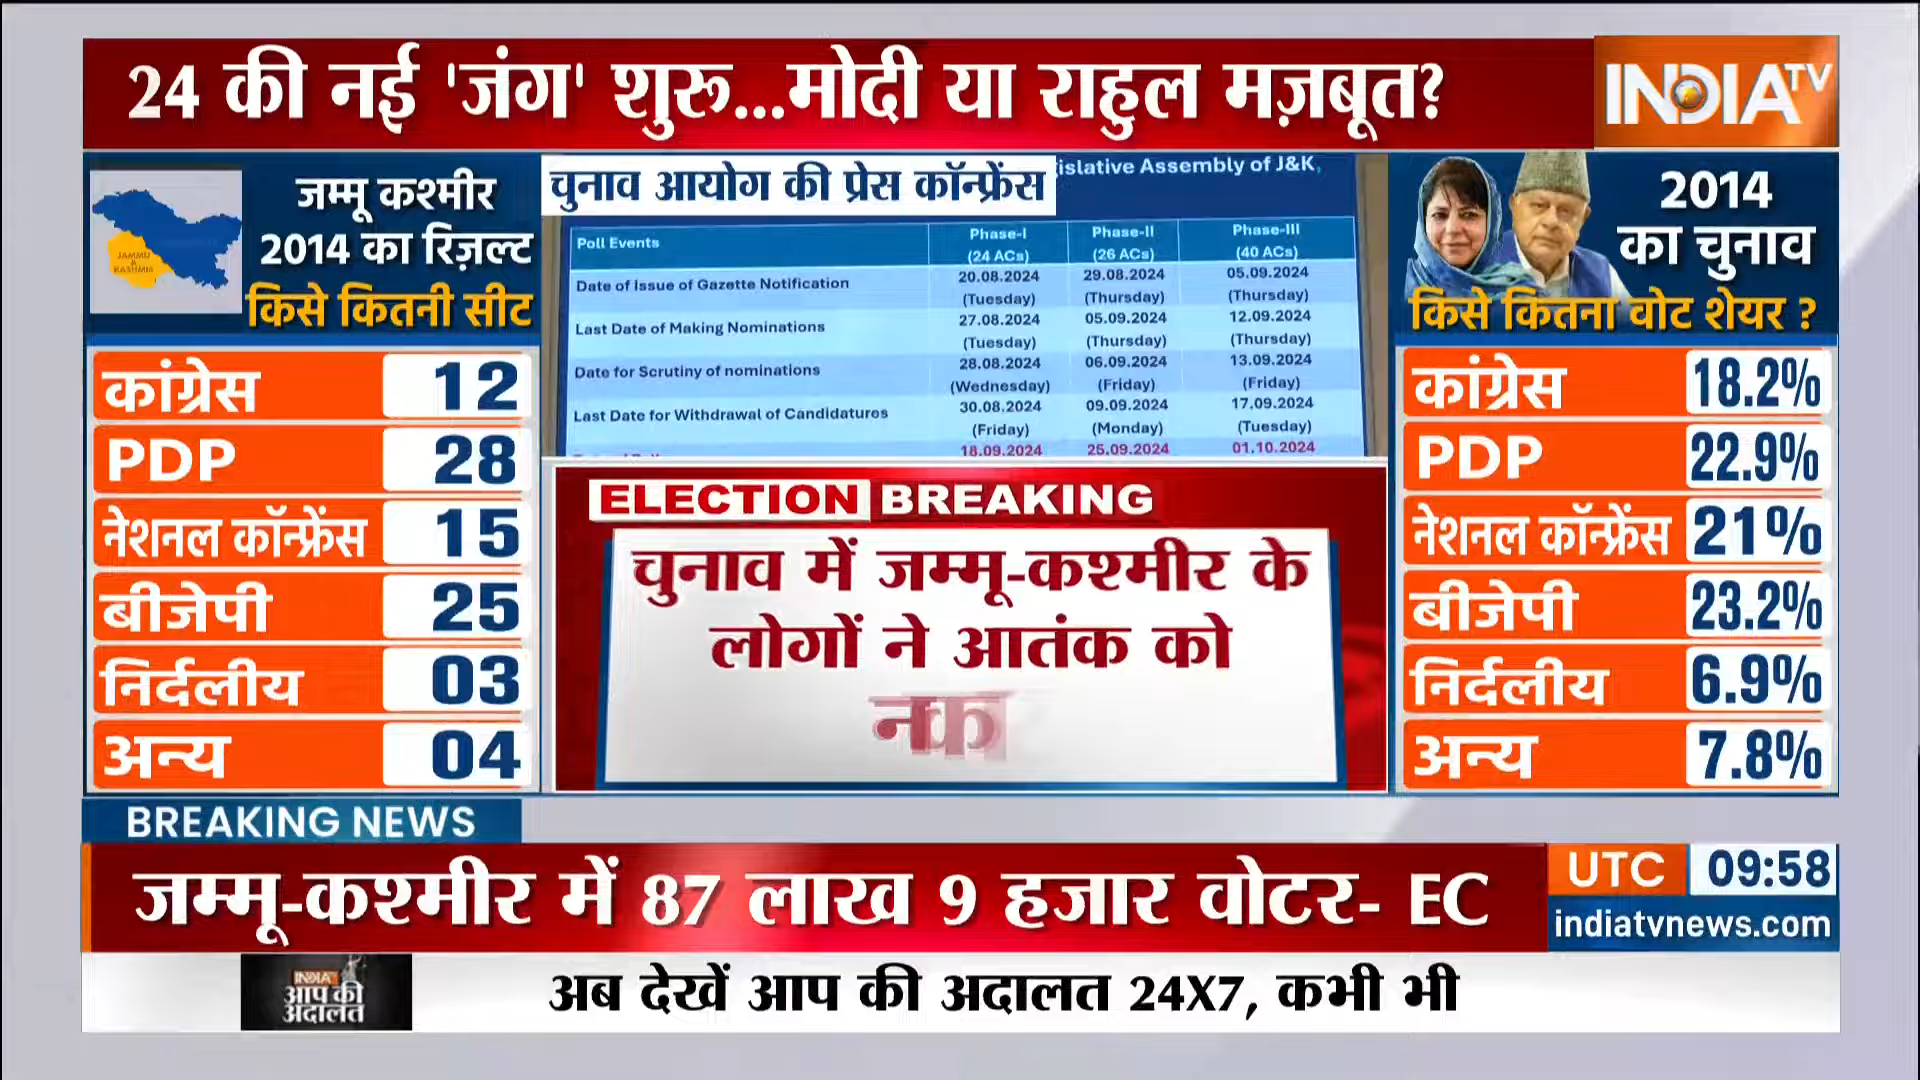 24 की नई 'जंग' शुरू...मोदी या राहुल मज़बूत?
INDIA TV
JAMMU & KASHMIR
जम्मू कश्मीर
2014 का रिज़ल्ट
किसे कितनी सीट
कांग्रेस 12
PDP 28
नेशनल कॉन्फ्रेंस 15
बीजेपी 25
निर्दलीय 03
अन्य 04
चुनाव आयोग की प्रेस कॉन्फ्रेंस
islative Assembly of J&K,
Poll Events Phase-I (24 ACs) Phase-II (26 ACs) Phase-III (40 ACs)
Date of Issue of Gazette Notification 20.08.2024 (Tuesday) 29.08.2024 (Thursday) 05.09.2024 (Thursday)
Last Date of Making Nominations 27.08.2024 (Tuesday) 05.09.2024 (Thursday) 12.09.2024 (Thursday)
Date for Scrutiny of nominations 28.08.2024 (Wednesday) 06.09.2024 (Friday) 13.09.2024 (Friday)
Last Date for Withdrawal of Candidatures 30.08.2024 (Friday) 09.09.2024 (Monday) 17.09.2024 (Tuesday)
18.09.2024 25.09.2024 01.10.2024
ELECTION BREAKING
चुनाव में जम्मू-कश्मीर के
लोगों ने आतंक को
नक
2014
का चुनाव
किसे कितना वोट शेयर ?
कांग्रेस 18.2%
PDP 22.9%
नेशनल कॉन्फ्रेंस 21%
बीजेपी 23.2%
निर्दलीय 6.9%
अन्य 7.8%
BREAKING NEWS
जम्मू-कश्मीर में 87 लाख 9 हजार वोटर- EC
UTC 09:58
indiatvnews.com
INDIA TV
आप की
अदालत
अब देखें आप की अदालत 24X7, कभी भी